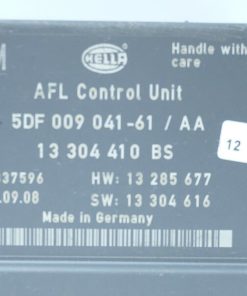 M HELLA Handle with
care
AFL Control Unit
5DF 009 041-61 / AA
13 304 410 BS
12
37596 HW: 13 285 677
.09.08 SW: 13 304 616
Made in Germany